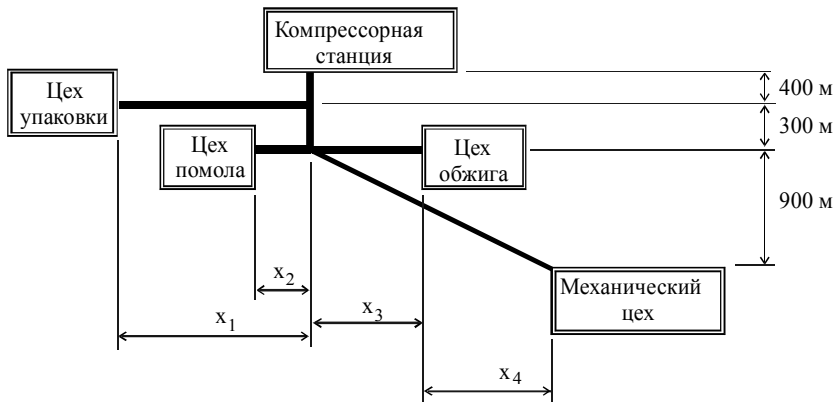 Компрессорная
станция
400 м
Цех
упаковки
300 м
Цех
помола
Цех
обжига
900 м
x2
Механический
цех
x1
x3
x4